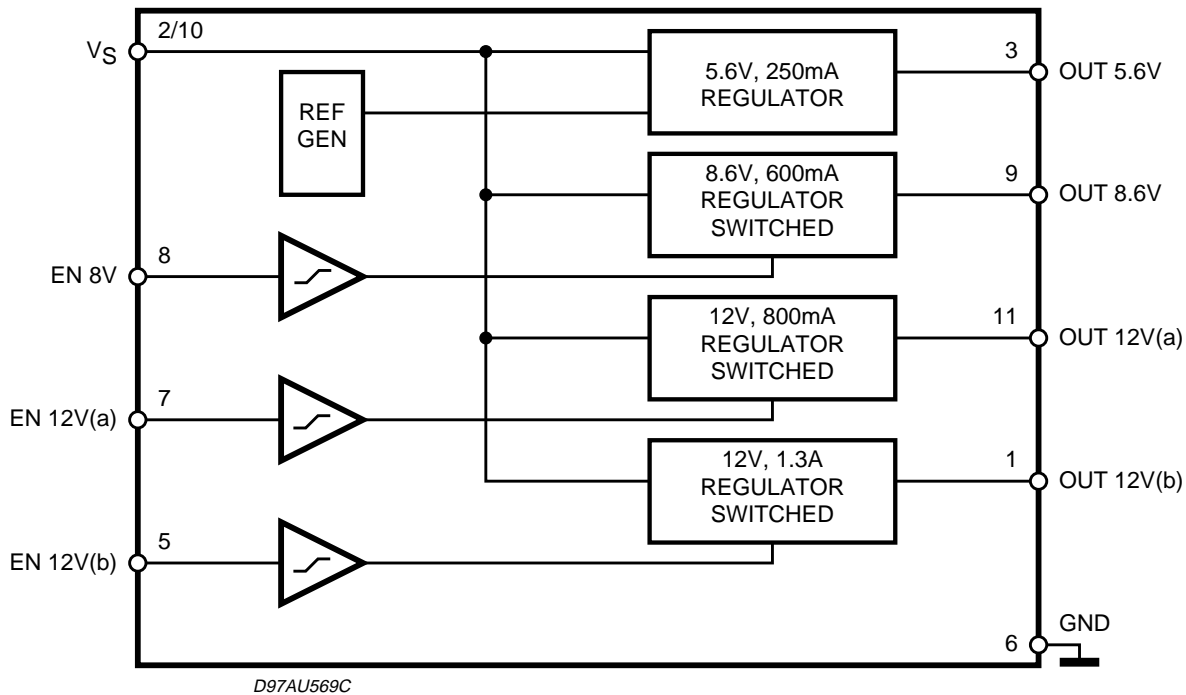 2/10
VS
5.6V, 250mA
REGULATOR
3
OUT 5.6V
REF
GEN
8.6V, 600mA
REGULATOR
SWITCHED
9
OUT 8.6V
8
EN 8V
12V, 800mA
REGULATOR
SWITCHED
11
OUT 12V(a)
7
EN 12V(a)
12V, 1.3A
REGULATOR
SWITCHED
1
OUT 12V(b)
5
EN 12V(b)
6
GND
D97AU569C